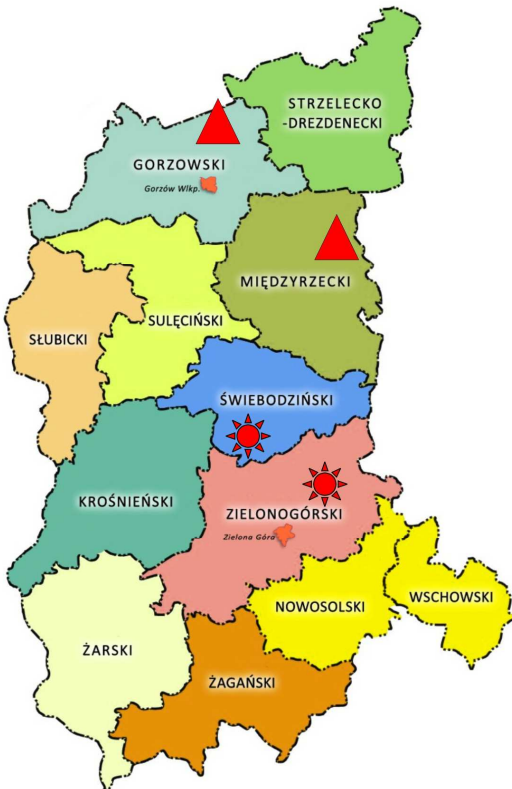 STRZELECKO
-DREZDENECKI
GORZOWSKI
Gorzów Wlkp.
MIĘDZYRZECKI
SULĘCIŃSKI
SŁUBICKI
ŚWIEBODZIŃSKI
KROŚNIEŃSKI
ZIELONOGÓRSKI
Zielona Góra
WSCHOWSKI
NOWOSOLSKI
ŻARSKI
ŻAGAŃSKI